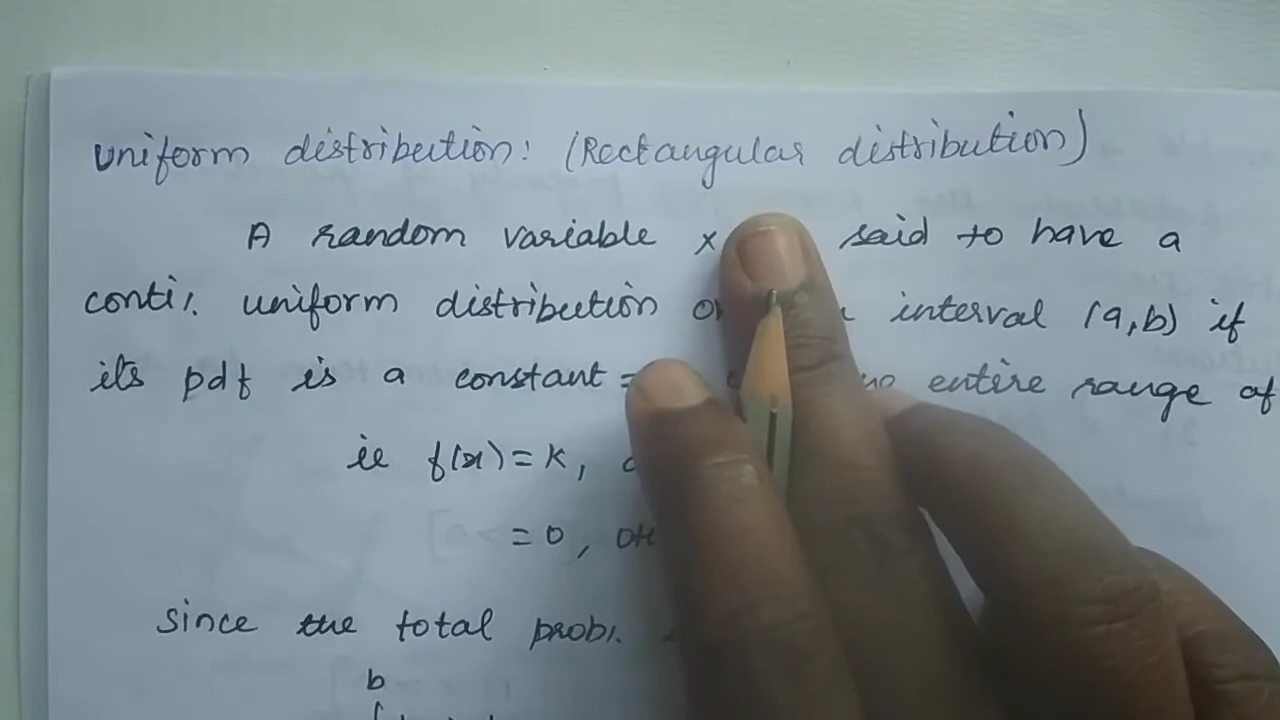 Uniform distribution: (Rectangular distribution)
A random variable x said to have a
conti. uniform distribution interval (a,b) if
its pdf is a constant = entire range of
ie f(x) = K,
= 0,
Since the total prob.
b